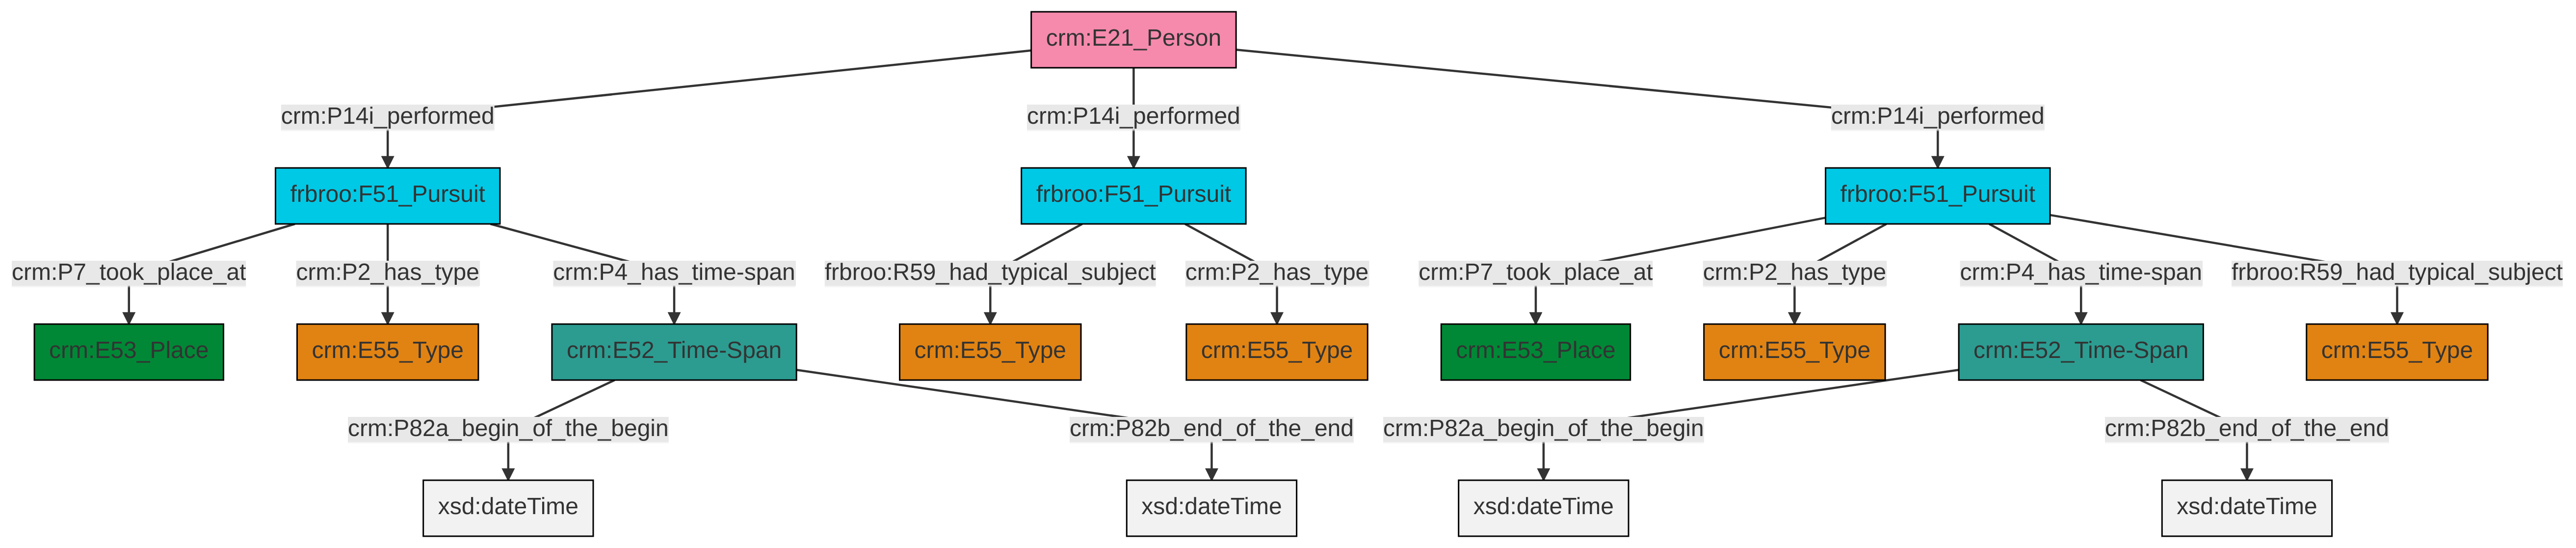 crm:E21_Person
crm:P14i_performed
crm:P14i_performed
crm:P14i_performed
frbroo:F51_Pursuit
frbroo:F51_Pursuit
frbroo:F51_Pursuit
crm:P7_took_place_at
crm:P2_has_type
crm:P4_has_time-span
frbroo:R59_had_typical_subject
crm:P2_has_type
crm:P7_took_place_at
crm:P2_has_type
crm:P4_has_time-span
frbroo:R59_had_typical_subject
crm:E53_Place
crm:E55_Type
crm:E52_Time-Span
crm:E55_Type
crm:E55_Type
crm:E53_Place
crm:E55_Type
crm:E52_Time-Span
crm:E55_Type
crm:P82a_begin_of_the_begin
crm:P82b_end_of_the_end
crm:P82a_begin_of_the_begin
crm:P82b_end_of_the_end
xsd:dateTime
xsd:dateTime
xsd:dateTime
xsd:dateTime